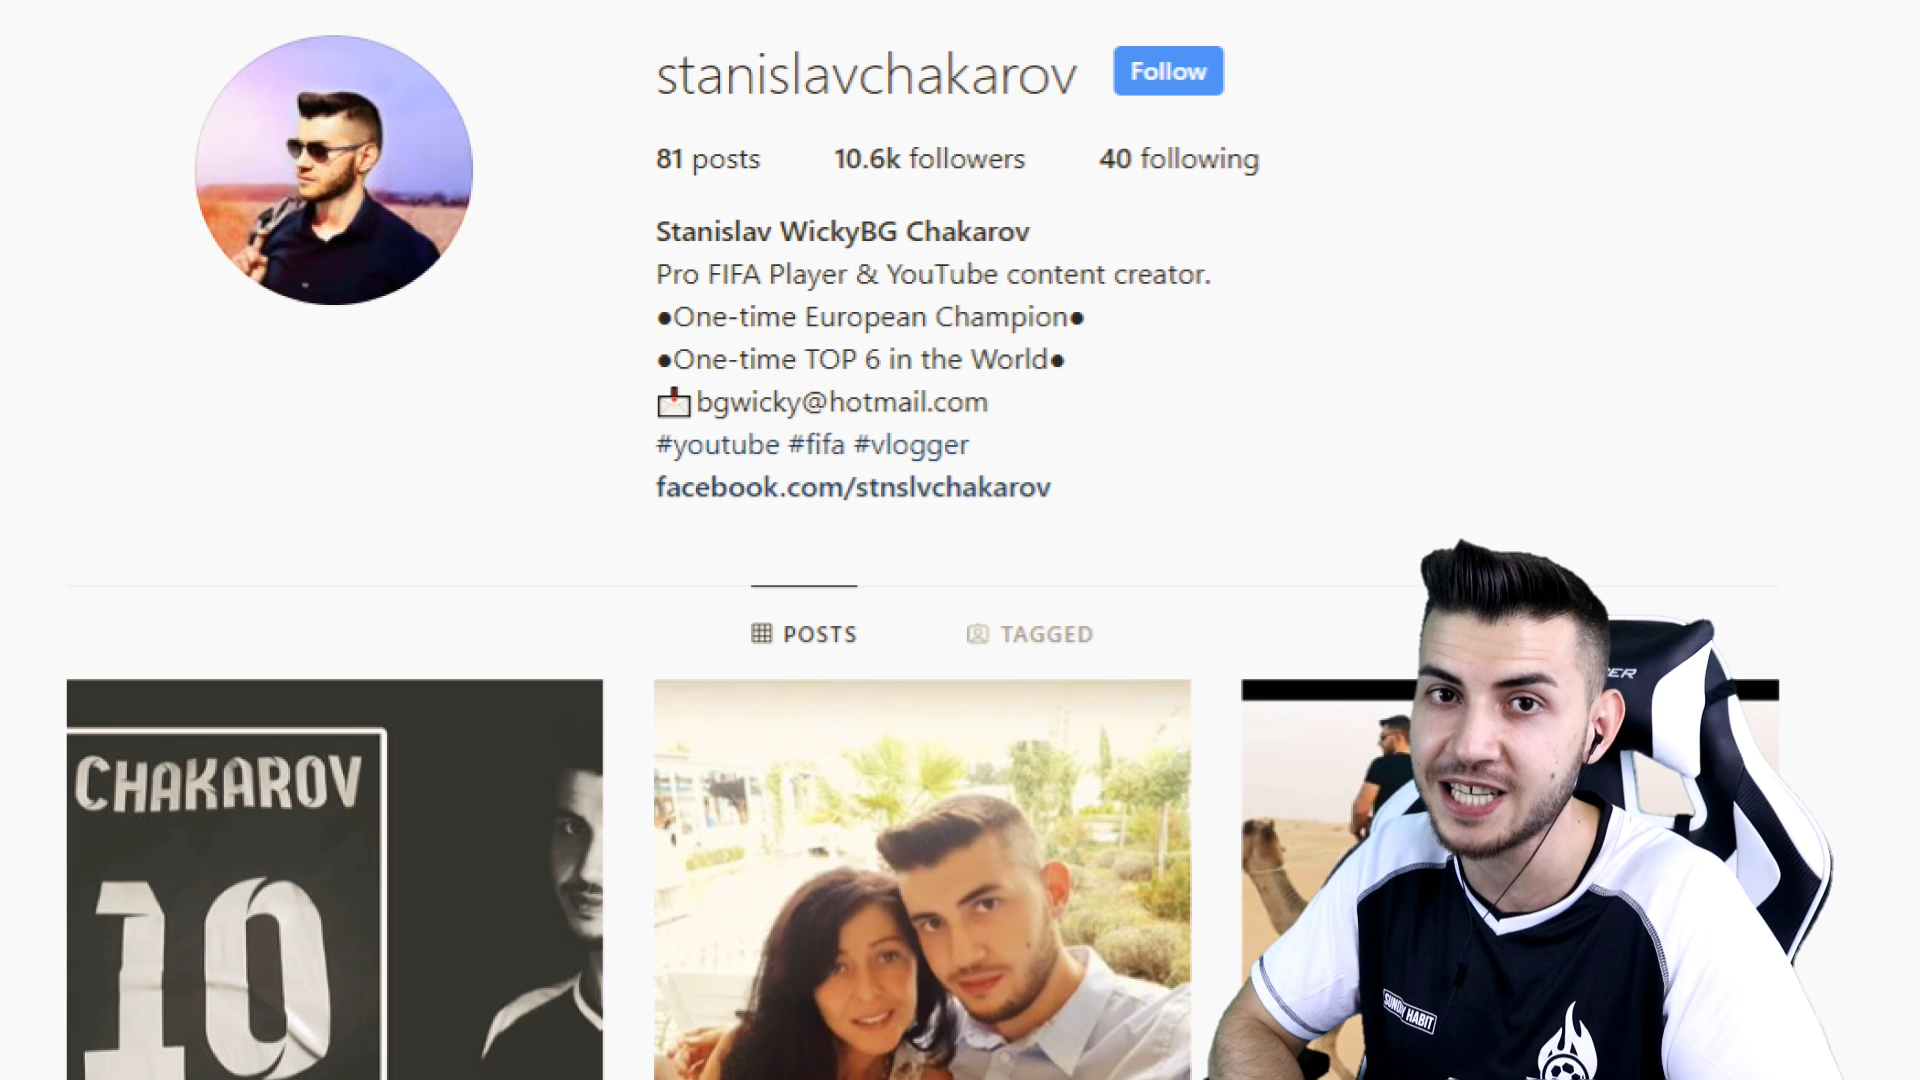 stanislavchakarov
Follow
81 posts 10.6k followers 40 following
Stanislav WickyBG Chakarov
Pro FIFA Player & YouTube content creator.
●One-time European Champion●
●One-time TOP 6 in the World●
📩bgwicky@hotmail.com
#youtube #fifa #vlogger
facebook.com/stnslvchakarov
POSTS TAGGED
CHAKAROV
10
SUNDAY HABIT